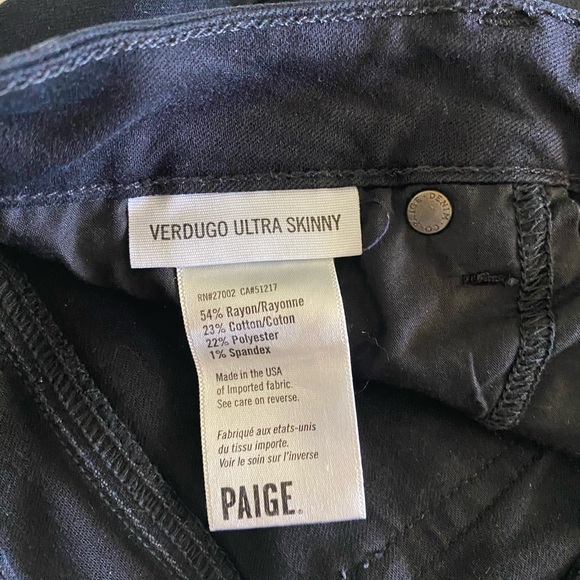 VERDUGO ULTRA SKINNY
RN#27002 CA#51217
54% Rayon/Rayonne
23% Cotton/Coton
22% Polyester
1% Spandex
Made in the USA
of Imported fabric.
See care on reverse.
Fabriqué aux etats-unis
du tissu importe.
Voir le soin sur l'inverse
PAIGE®